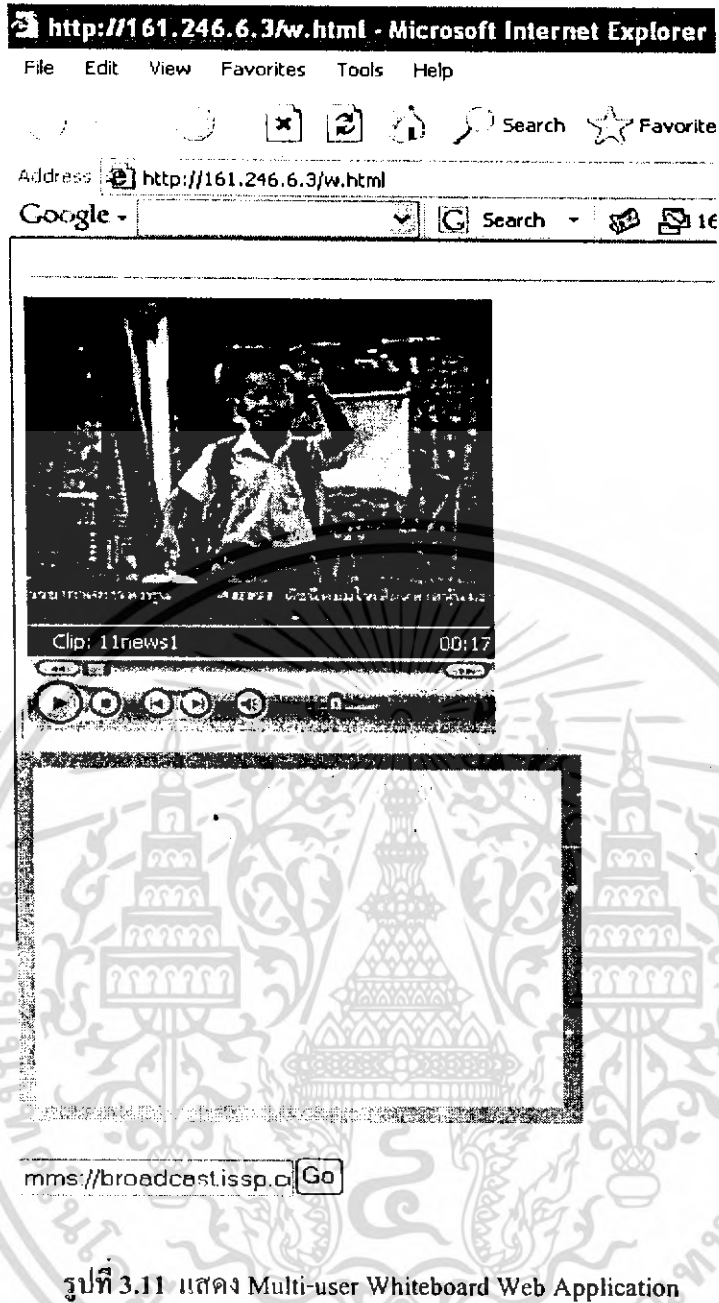 http://161.246.6.3/w.html - Microsoft Internet Explorer
File Edit View Favorites Tools Help
Search Favorite
Address http://161.246.6.3/w.html
Google - Search - 16
Clip: 11news1 00:17
mms://broadcast.issp.c Go
รูปที่ 3.11 แสดง Multi-user Whiteboard Web Application